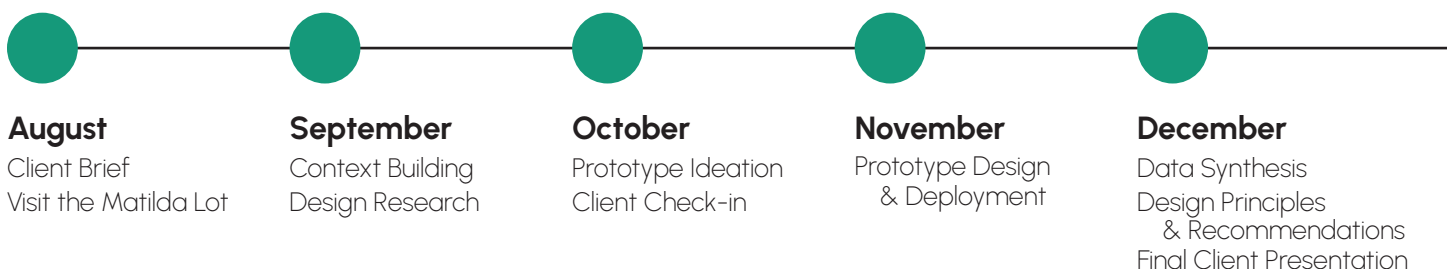 August
Client Brief
Visit the Matilda Lot
September
Context Building
Design Research
October
Prototype Ideation
Client Check-in
November
Prototype Design
& Deployment
December
Data Synthesis
Design Principles
& Recommendations
Final Client Presentation